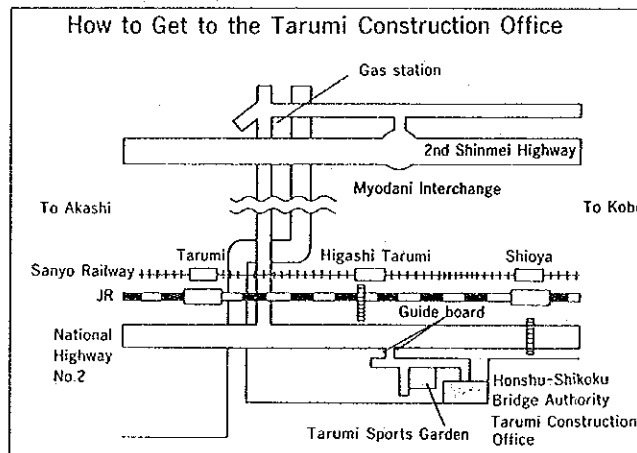 How to Get to the Tarumi Construction Office
Gas station
2nd Shinmei Highway
Myodani Interchange
To Akashi
To Kobe
Tarumi
Higashi Tarumi
Shioya
Sanyo Railway
JR
Guide board
National
Highway
No.2
Honshu-Shikoku
Bridge Authority
Tarumi Construction
Office
Tarumi Sports Garden